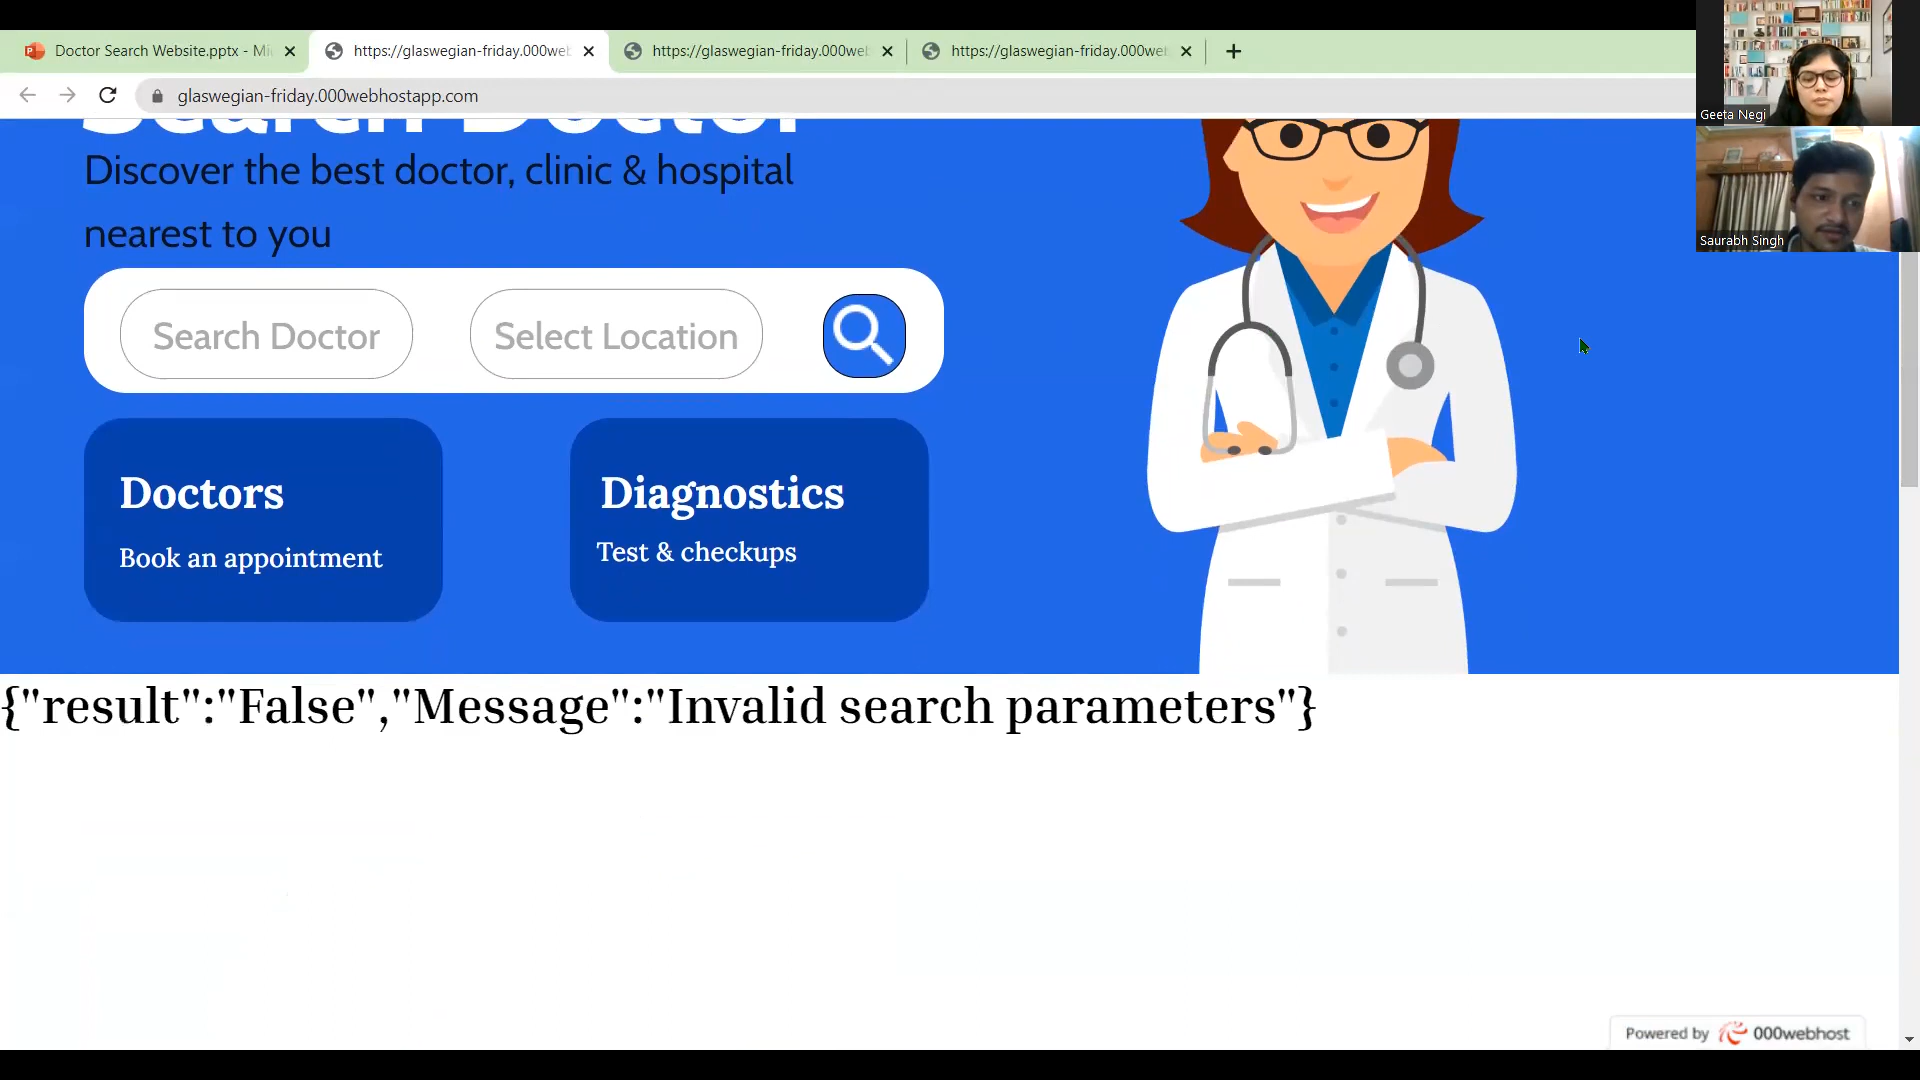 Doctor Search Website.pptx - Mi
https://glaswegian-friday.000we
https://glaswegian-friday.000we
https://glaswegian-friday.000we
glaswegian-friday.000webhostapp.com
Geeta Negi
Saurabh Singh
Search Doctor
Discover the best doctor, clinic & hospital
nearest to you
Search Doctor
Select Location
Doctors
Book an appointment
Diagnostics
Test & checkups
{"result":"False","Message":"Invalid search parameters"}
Powered by 000webhost